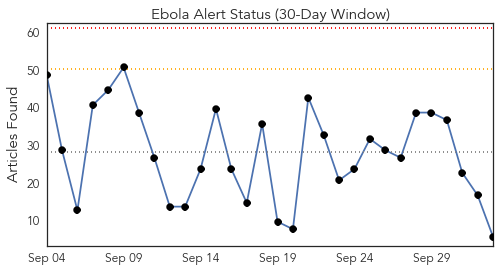 Ebola Alert Status (30-Day Window)
Articles Found
60
50
40
30
20
10
Sep 04
Sep 09
Sep 14
Sep 19
Sep 24
Sep 29